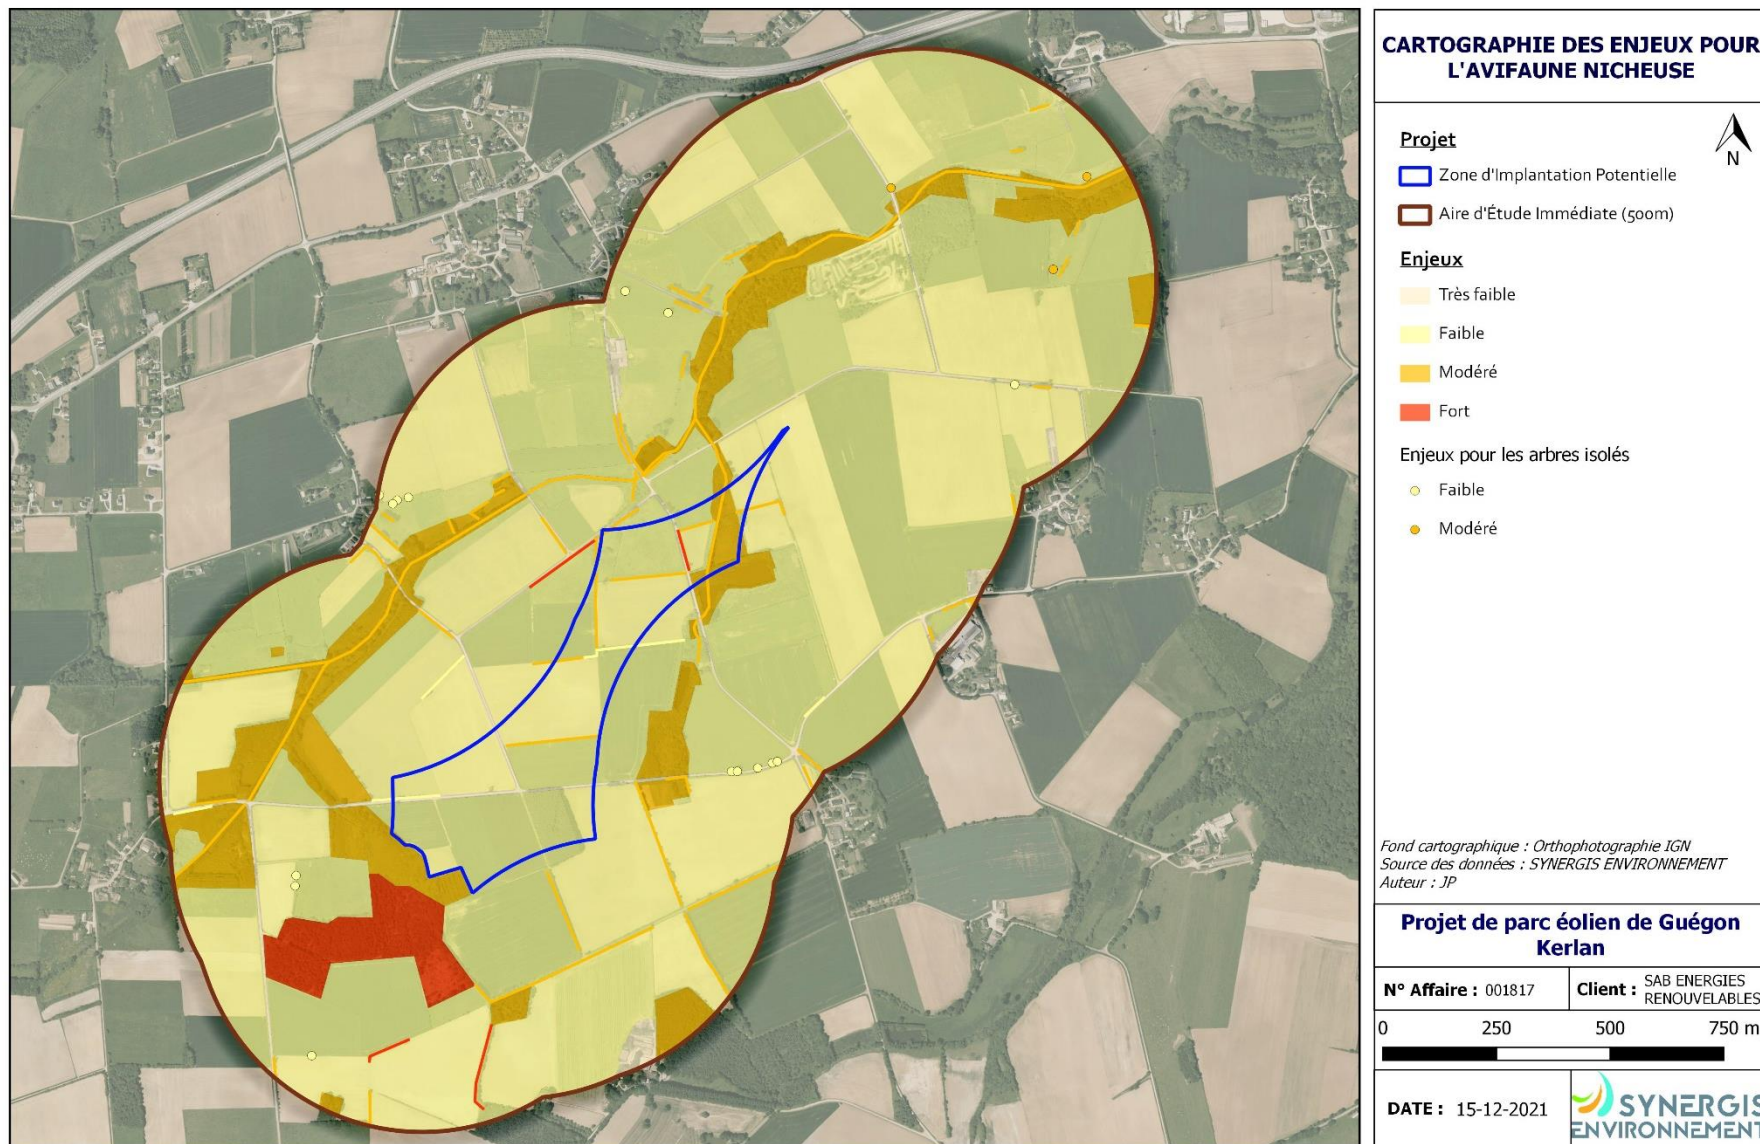 CARTOGRAPHIE DES ENJEUX POUR
L'AVIFAUNE NICHEUSE
N
Projet
Zone d'Implantation Potentielle
Aire d'Étude Immédiate (500m)
Enjeux
Très faible
Faible
Modéré
Fort
Enjeux pour les arbres isolés
Faible
Modéré
Fond cartographique : Orthophotographie IGN
Source des données : SYNERGIS ENVIRONNEMENT
Auteur : JP
Projet de parc éolien de Guégon
Kerlan
N° Affaire : 001817
Client : SAB ENERGIES
RENOUVELABLES
0 250 500 750 m
DATE : 15-12-2021
SYNERGIS
ENVIRONNEMENT